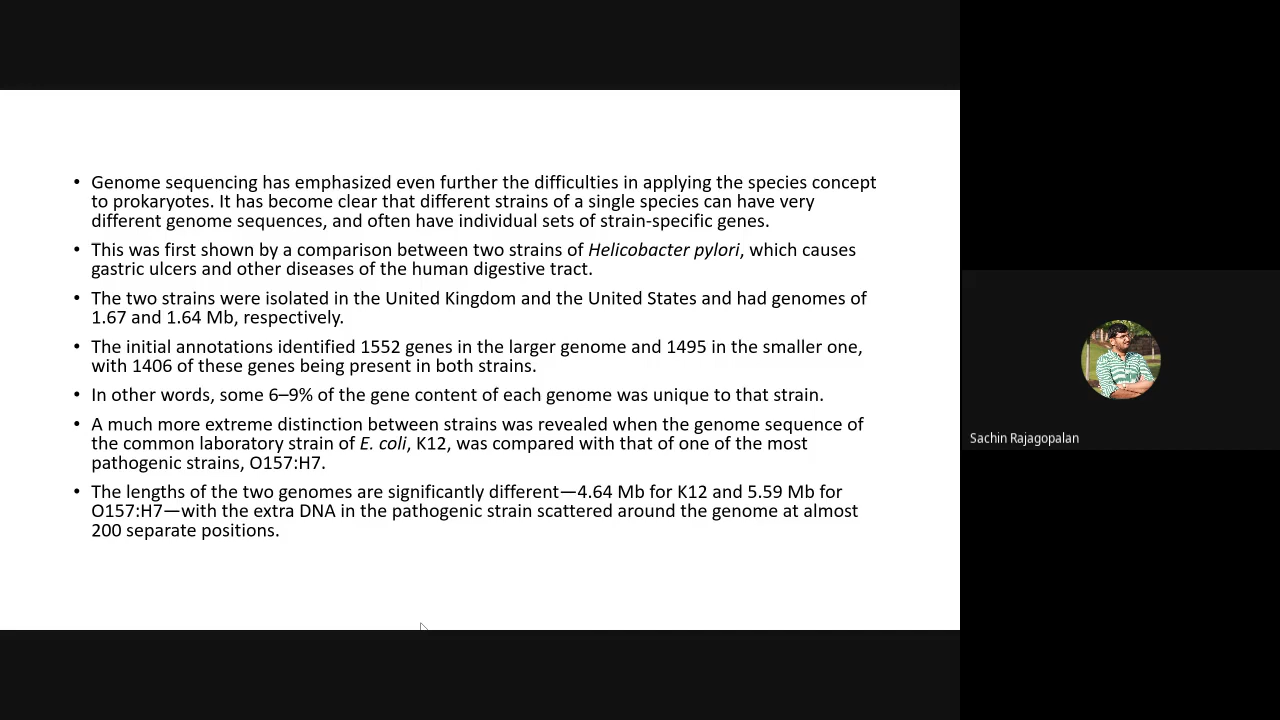 • Genome sequencing has emphasized even further the difficulties in applying the species concept
to prokaryotes. It has become clear that different strains of a single species can have very
different genome sequences, and often have individual sets of strain-specific genes.
• This was first shown by a comparison between two strains of Helicobacter pylori, which causes
gastric ulcers and other diseases of the human digestive tract.
• The two strains were isolated in the United Kingdom and the United States and had genomes of
1.67 and 1.64 Mb, respectively.
• The initial annotations identified 1552 genes in the larger genome and 1495 in the smaller one,
with 1406 of these genes being present in both strains.
• In other words, some 6–9% of the gene content of each genome was unique to that strain.
• A much more extreme distinction between strains was revealed when the genome sequence of
the common laboratory strain of E. coli, K12, was compared with that of one of the most
pathogenic strains, O157:H7.
• The lengths of the two genomes are significantly different—4.64 Mb for K12 and 5.59 Mb for
O157:H7—with the extra DNA in the pathogenic strain scattered around the genome at almost
200 separate positions.
Sachin Rajagopalan